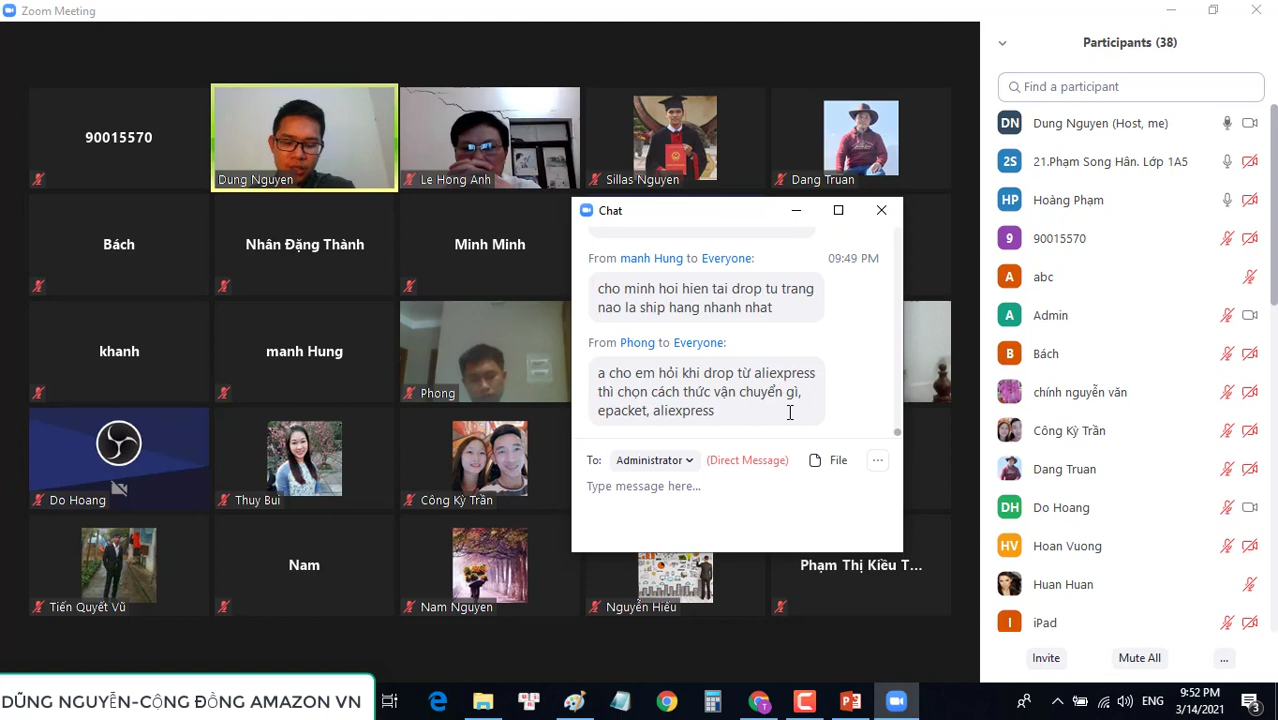 Zoom Meeting
90015570
Dung Nguyen
Le Hong Anh
Sillas Nguyen
Dang Truan
Bách
Nhân Đặng Thành
Minh Minh
khanh
manh Hung
Phong
Do Hoang
Thuy Bui
Công Kỳ Trần
Tiến Quyết Vũ
Nam
Nam Nguyen
Nguyễn Hiếu
Phạm Thị Kiều T...
Chat
From manh Hung to Everyone:
09:49 PM
cho minh hoi hien tai drop tu trang
nao la ship hang nhanh nhat
From Phong to Everyone:
a cho em hỏi khi drop từ aliexpress
thì chọn cách thức vận chuyển gì,
epacket, aliexpress
To: Administrator (Direct Message) File ...
Type message here...
Participants (38)
Find a participant
DN Dung Nguyen (Host, me)
2S 21.Phạm Song Hân. Lớp 1A5
HP Hoàng Phạm
9 90015570
A abc
A Admin
B Bách
chính nguyễn văn
Công Kỳ Trần
Dang Truan
DH Do Hoang
HV Hoan Vuong
Huan Huan
I iPad
Invite
Mute All
...
DŨNG NGUYỄN-CỘNG ĐỒNG AMAZON VN
ENG
9:52 PM
3/14/2021
3